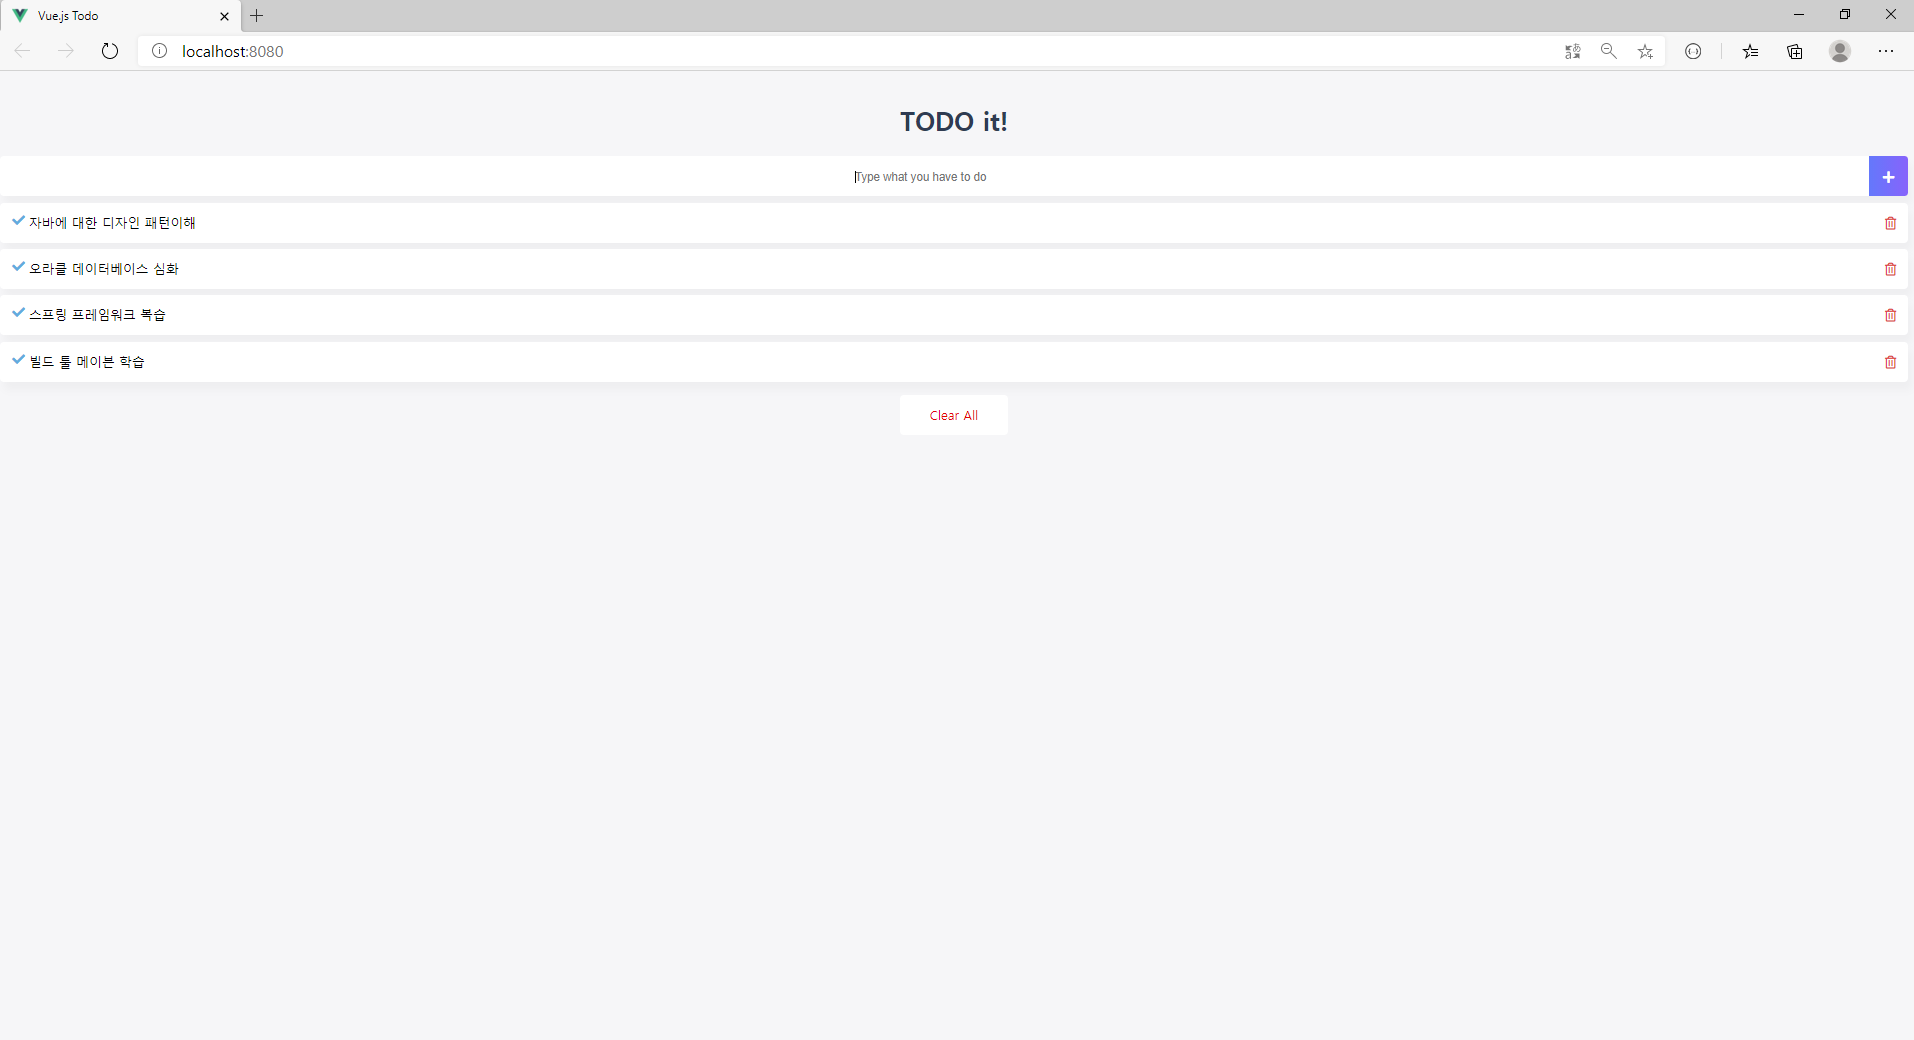 Vue.js Todo
localhost:8080
TODO it!
Type what you have to do
자바에 대한 디자인 패턴이해
오라클 데이터베이스 심화
스프링 프레임워크 복습
빌드 툴 메이븐 학습
Clear All